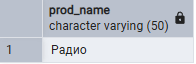 prod_name
character varying (50)
1 Радио